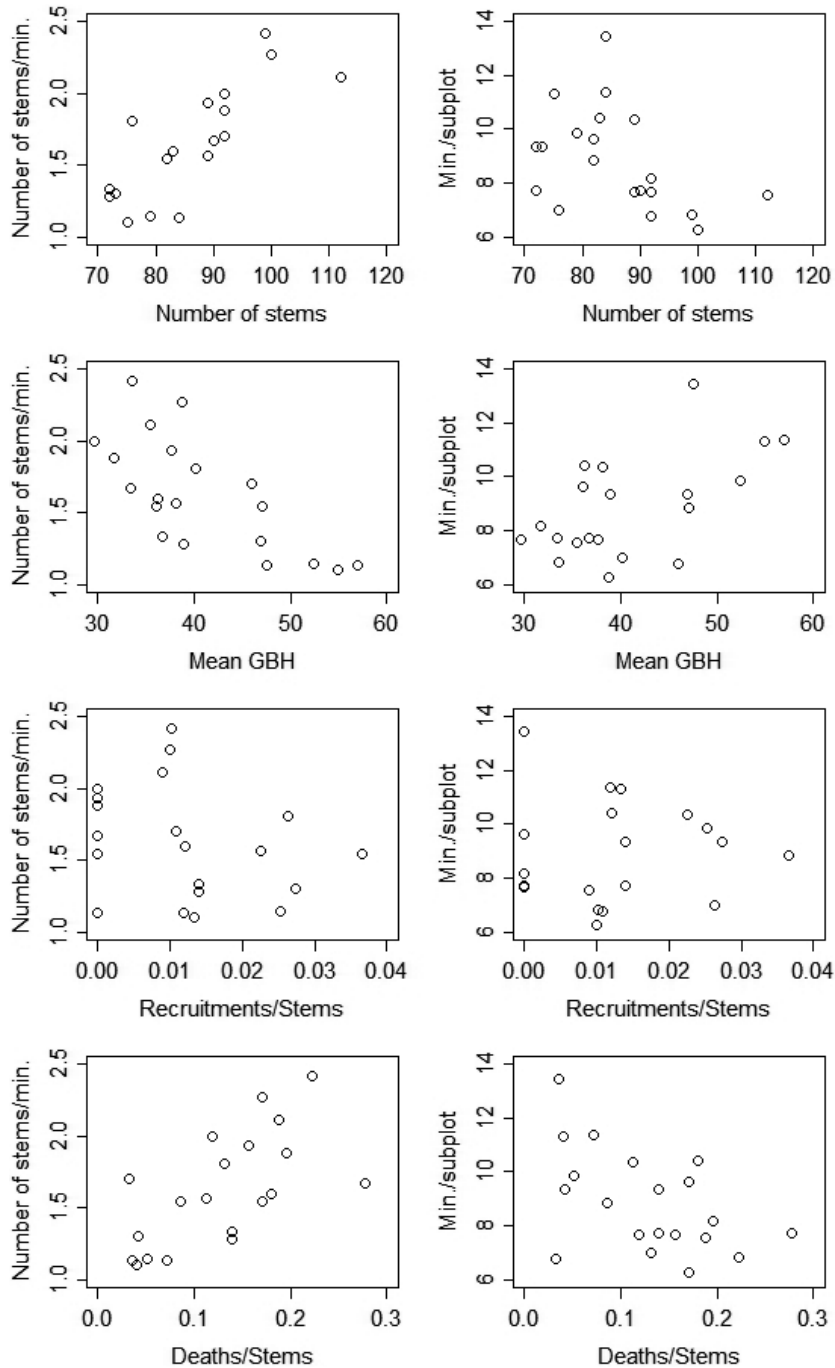 Number of stems/min.
2.5
2.0
1.5
1.0
70 80 90 100 110 120
Number of stems
Min./subplot
14
12
10
8
6
70 80 90 100 110 120
Number of stems
Number of stems/min.
2.5
2.0
1.5
1.0
30 40 50 60
Mean GBH
Min./subplot
14
12
10
8
6
30 40 50 60
Mean GBH
Number of stems/min.
2.5
2.0
1.5
1.0
0.00 0.01 0.02 0.03 0.04
Recruitments/Stems
Min./subplot
14
12
10
8
6
0.00 0.01 0.02 0.03 0.04
Recruitments/Stems
Number of stems/min.
2.5
2.0
1.5
1.0
0.0 0.1 0.2 0.3
Deaths/Stems
Min./subplot
14
12
10
8
6
0.0 0.1 0.2 0.3
Deaths/Stems